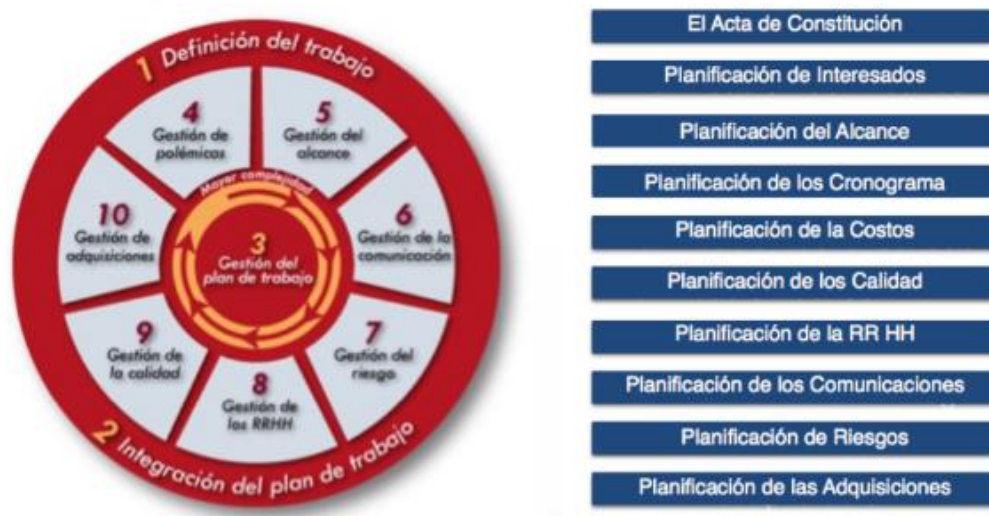 1 Definición del trabajo
4
Gestión de
polémicas
5
Gestión del
alcance
Mayor complejidad
10
Gestión de
adquisiciones
3
Gestión del
plan de trabajo
6
Gestión de la
comunicación
9
Gestión de
la calidad
8
Gestión de
los RRHH
7
Gestión del
riesgo
2 Integración del plan de trabajo
El Acta de Constitución
Planificación de Interesados
Planificación del Alcance
Planificación de los Cronograma
Planificación de la Costos
Planificación de los Calidad
Planificación de la RR HH
Planificación de los Comunicaciones
Planificación de Riesgos
Planificación de las Adquisiciones